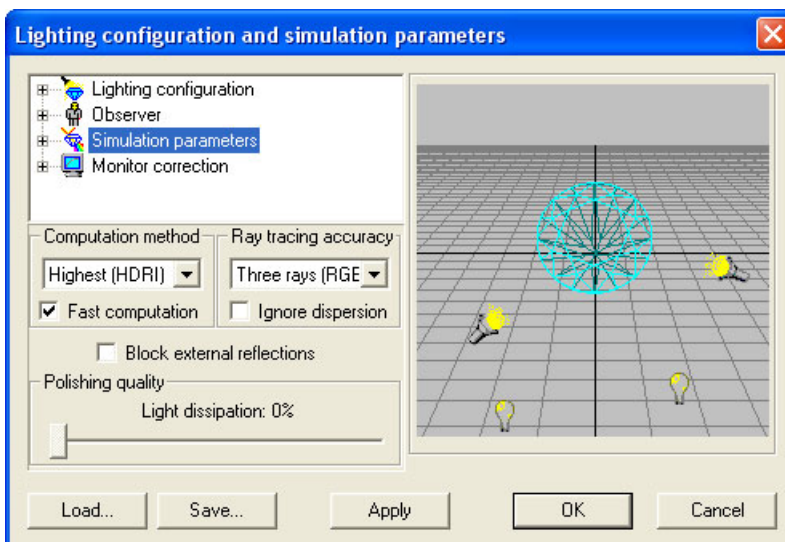 Lighting configuration and simulation parameters
Lighting configuration
Observer
Simulation parameters
Monitor correction
Computation method
Ray tracing accuracy
Highest (HDRI)
Three rays (RGE
Fast computation
Ignore dispersion
Block external reflections
Polishing quality
Light dissipation: 0%
Load...
Save...
Apply
OK
Cancel